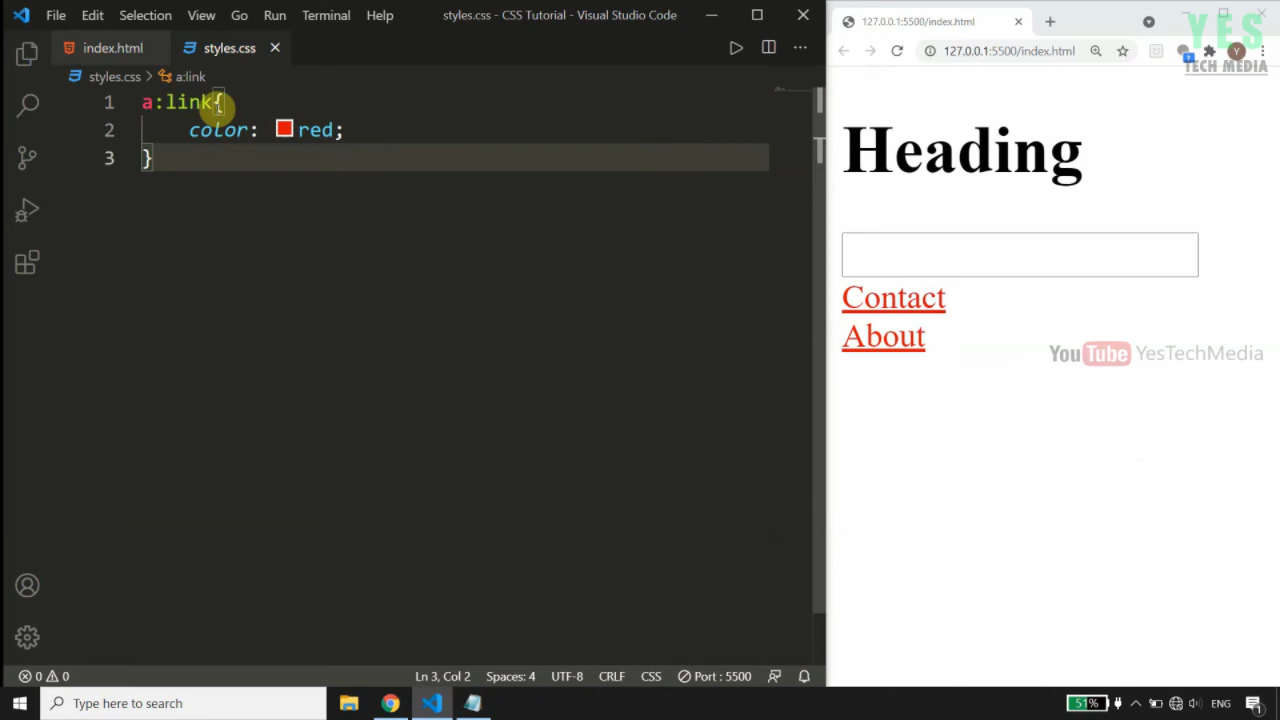 File Edit Selection View Go Run Terminal Help
styles.css - CSS Tutorial - Visual Studio Code
index.html
styles.css
styles.css > a:link
1 a:link{
2 color: red;
3 }
Ln 3, Col 2
Spaces: 4
UTF-8
CRLF
CSS
Port : 5500
0 0
Type here to search
127.0.0.1:5500/index.html
127.0.0.1:5500/index.html
Y
YES
TECH MEDIA
Heading
Contact
About
YouTube YesTechMedia
51%
ENG
1